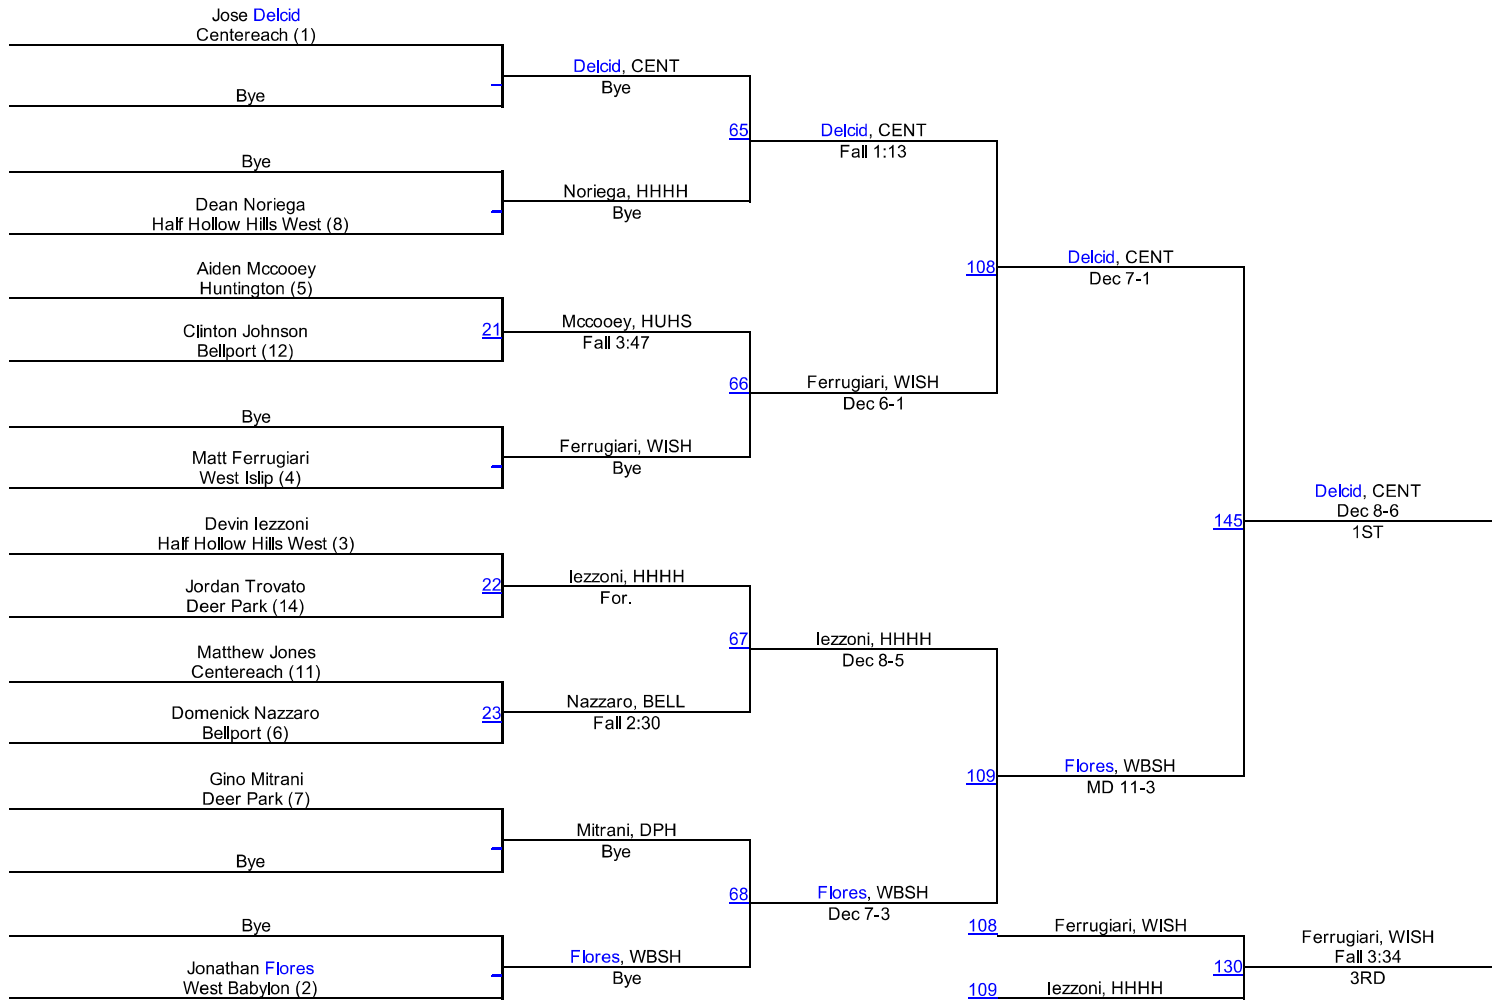 Jose Delcid
Centereach (1)
Bye
Bye
Dean Noriega
Half Hollow Hills West (8)
Aiden Mccooey
Huntington (5)
Clinton Johnson
Bellport (12)
Bye
Matt Ferrugiari
West Islip (4)
Devin Iezzoni
Half Hollow Hills West (3)
Jordan Trovato
Deer Park (14)
Matthew Jones
Centereach (11)
Domenick Nazzaro
Bellport (6)
Gino Mitrani
Deer Park (7)
Bye
Bye
Jonathan Flores
West Babylon (2)
21
22
23
Delcid, CENT
Bye
Noriega, HHHH
Bye
Mccooey, HUHS
Fall 3:47
Ferrugiari, WISH
Bye
Iezzoni, HHHH
For.
Nazzaro, BELL
Fall 2:30
Mitrani, DPH
Bye
Flores, WBSH
Bye
65
66
67
68
Delcid, CENT
Fall 1:13
Ferrugiari, WISH
Dec 6-1
Iezzoni, HHHH
Dec 8-5
Flores, WBSH
Dec 7-3
108
109
Delcid, CENT
Dec 7-1
Flores, WBSH
MD 11-3
145
Delcid, CENT
Dec 8-6
1ST
108
Ferrugiari, WISH
109
Iezzoni, HHHH
130
Ferrugiari, WISH
Fall 3:34
3RD